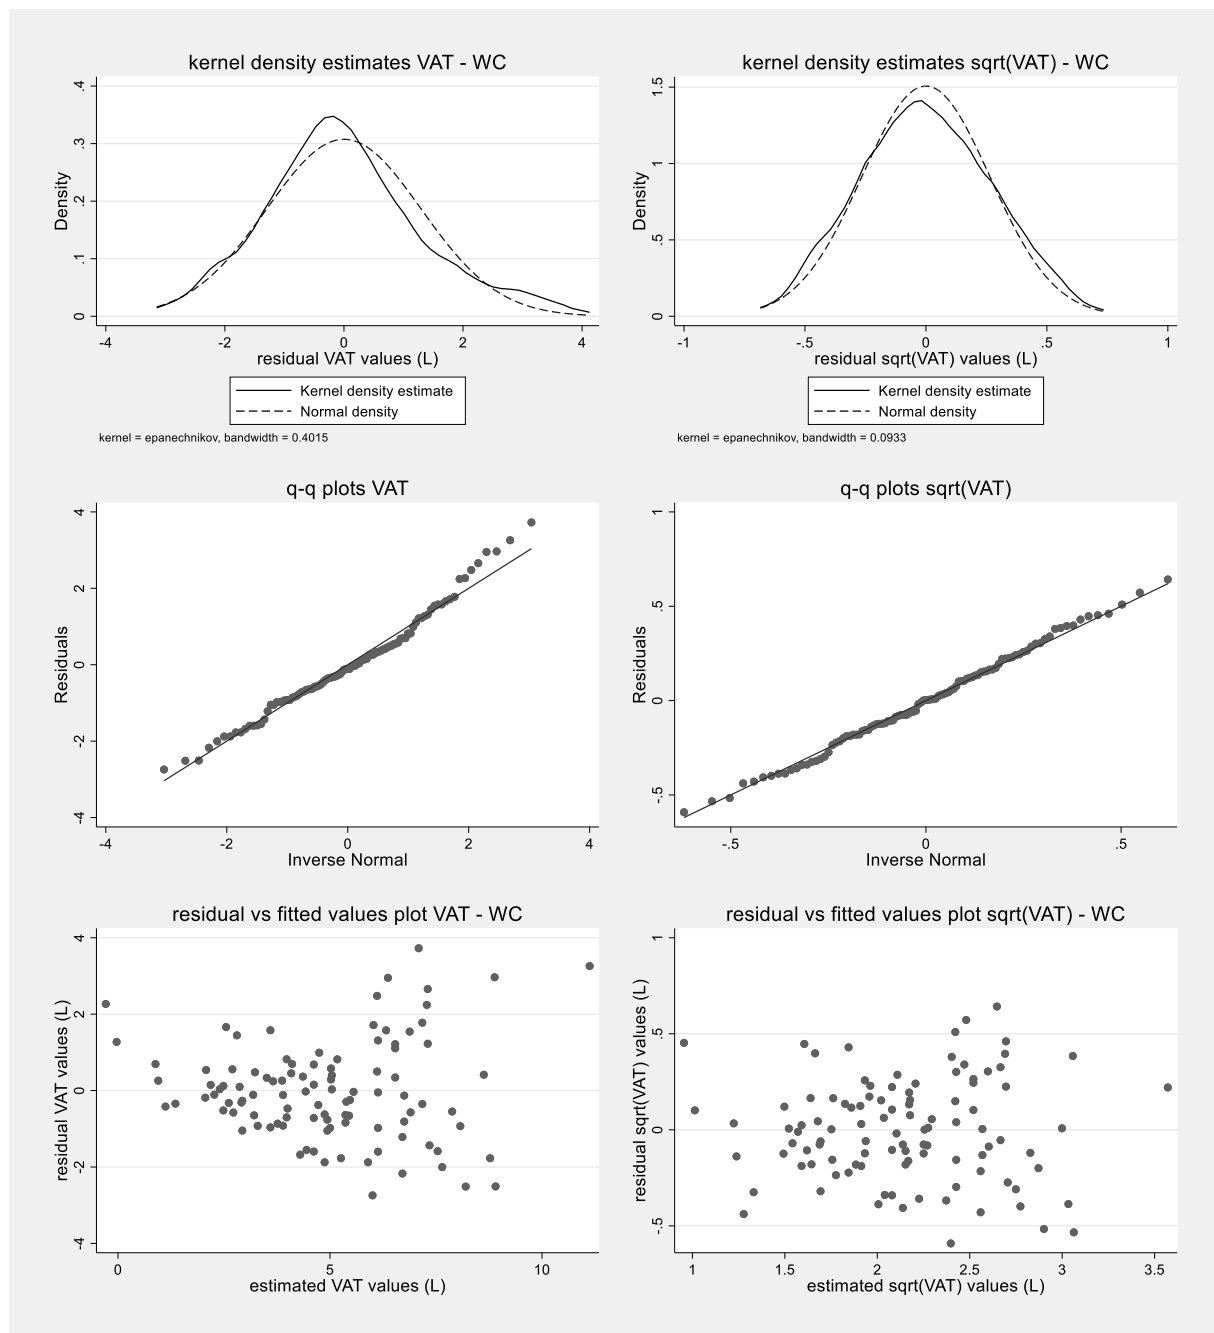 kernel density estimates VAT - WC
Density
.4
.3
.2
.1
0
-4 -2 0 2 4
residual VAT values (L)
Kernel density estimate
Normal density
kernel = epanechnikov, bandwidth = 0.4015
kernel density estimates sqrt(VAT) - WC
Density
1.5
1
.5
0
-1 -.5 0 .5 1
residual sqrt(VAT) values (L)
Kernel density estimate
Normal density
kernel = epanechnikov, bandwidth = 0.0933
q-q plots VAT
Residuals
4
2
0
-2
-4
-4 -2 0 2 4
Inverse Normal
q-q plots sqrt(VAT)
Residuals
1
.5
0
-.5
-.5 0 .5
Inverse Normal
residual vs fitted values plot VAT - WC
residual VAT values (L)
4
2
0
-2
-4
0 5 10
estimated VAT values (L)
residual vs fitted values plot sqrt(VAT) - WC
residual sqrt(VAT) values (L)
1
.5
0
-.5
1 1.5 2 2.5 3 3.5
estimated sqrt(VAT) values (L)